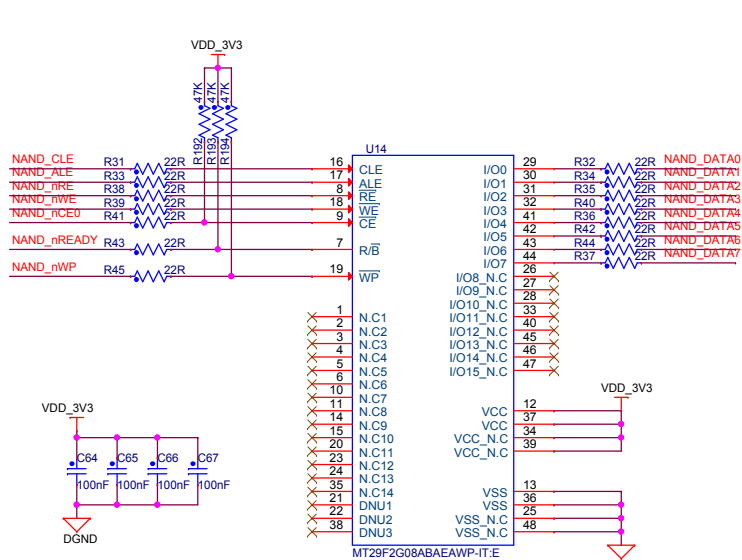 VDD_3V3
47K
47K
47K
R192
R193
R194
U14
NAND_CLE R31 22R 16 CLE
NAND_ALE R33 22R 17 ALE
NAND_nRE R38 22R 8 RE
NAND_nWE R39 22R 18 WE
NAND_nCE0 R41 22R 9 CE
NAND_nREADY R43 22R 7 R/B
NAND_nWP R45 22R 19 WP
I/O0 29 R32 22R NAND_DATA0
I/O1 30 R34 22R NAND_DATA1
I/O2 31 R35 22R NAND_DATA2
I/O3 32 R40 22R NAND_DATA3
I/O4 41 R36 22R NAND_DATA4
I/O5 42 R42 22R NAND_DATA5
I/O6 43 R44 22R NAND_DATA6
I/O7 44 R37 22R NAND_DATA7
I/O8_N.C 26
I/O9_N.C 27
I/O10_N.C 28
I/O11_N.C 33
I/O12_N.C 40
I/O13_N.C 45
I/O14_N.C 46
I/O15_N.C 47
1 N.C1
2 N.C2
3 N.C3
4 N.C4
5 N.C5
6 N.C6
10 N.C7
11 N.C8
14 N.C9
15 N.C10
20 N.C11
23 N.C12
24 N.C13
35 N.C14
21 DNU1
22 DNU2
38 DNU3
VDD_3V3
VCC 12
VCC 37
VCC_N.C 34
VCC_N.C 39
VSS 13
VSS 36
VSS_N.C 25
VSS_N.C 48
VDD_3V3
C64 C65 C66 C67
100nF 100nF 100nF 100nF
DGND
MT29F2G08ABAEAWP-IT:E